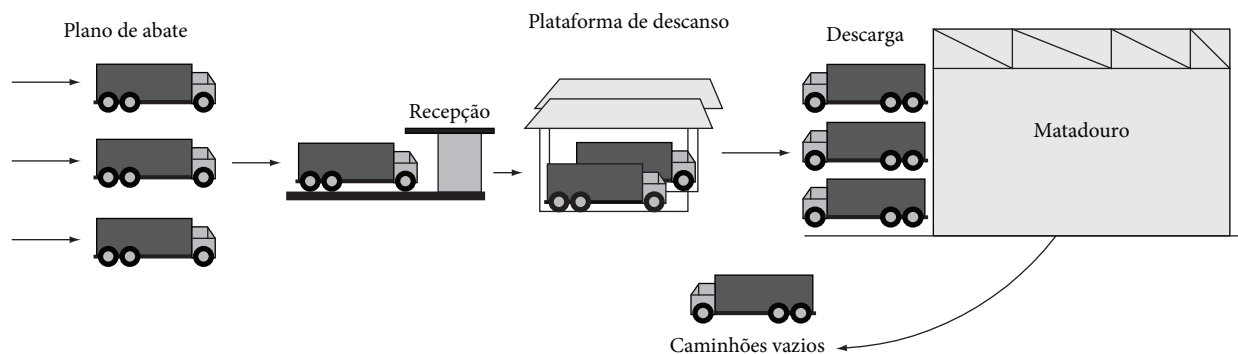 Plano de abate
Recepção
Plataforma de descanso
Descarga
Matadouro
Caminhões vazios